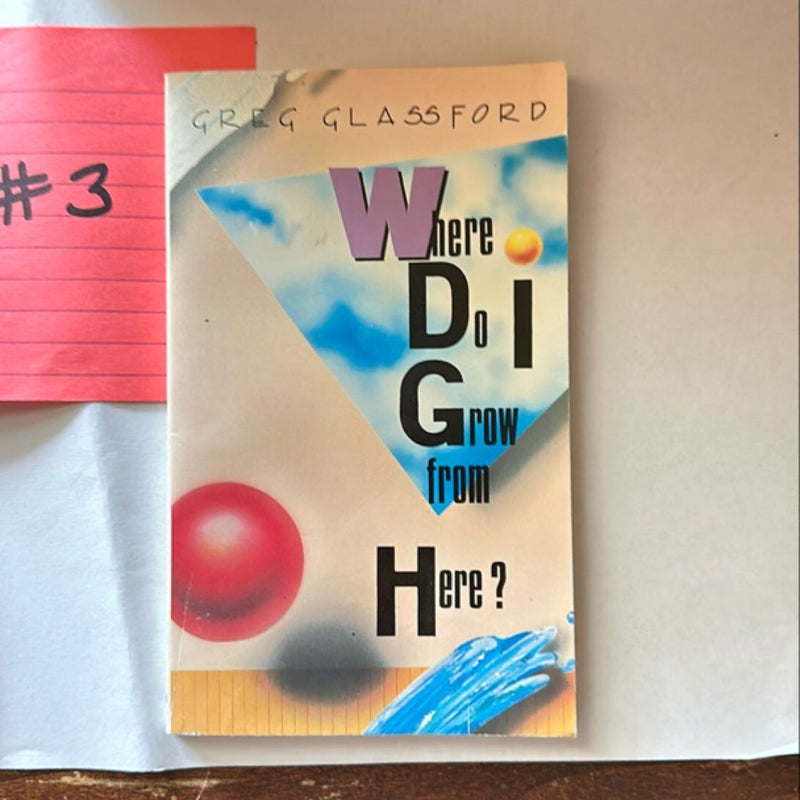 #3
GREG GLASSFORD
Where
Do I
Grow
from
Here?